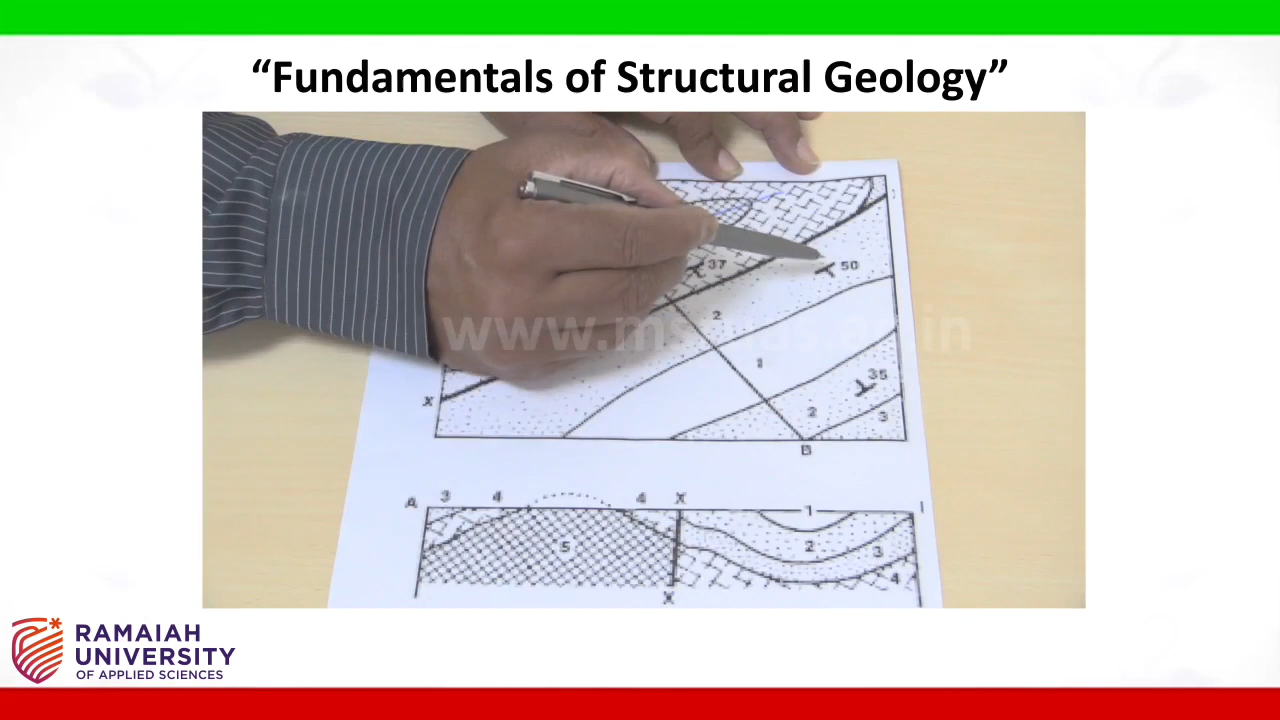 “Fundamentals of Structural Geology”
37
50
2
1
35
X
2
3
B
A 3 4 4 X 1
5
2
3
4
X
RAMAIAH
UNIVERSITY
OF APPLIED SCIENCES